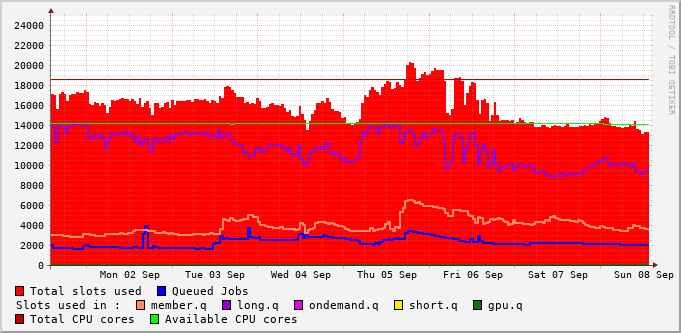 RRDTOOL / TOBI OETIKER
24000
22000
20000
18000
16000
14000
12000
10000
8000
6000
4000
2000
0
Mon 02 Sep Tue 03 Sep Wed 04 Sep Thu 05 Sep Fri 06 Sep Sat 07 Sep Sun 08 Sep
Total slots used Queued Jobs
Slots used in : member.q long.q ondemand.q short.q gpu.q
Total CPU cores Available CPU cores